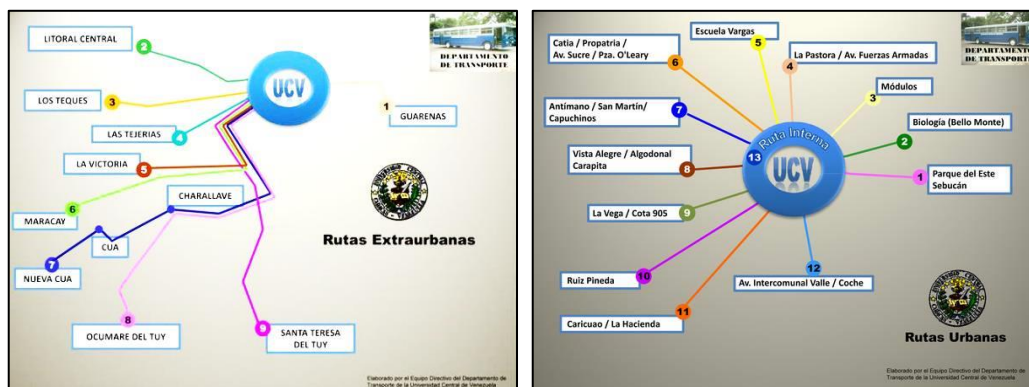 LITORAL CENTRAL
2
DEPARTAMENTO
DE TRANSPORTE
UCV
LOS TEQUES
3
1
GUARENAS
LAS TEJERIAS
4
LA VICTORIA
5
CHARALLAVE
6
MARACAY
Rutas Extraurbanas
CUA
7
NUEVA CUA
8
OCUMARE DEL TUY
9
SANTA TERESA
DEL TUY
Elaborado por el Equipo Directivo del Departamento de
Transporte de la Universidad Central de Venezuela
Escuela Vargas
5
DEPARTAMENTO
DE TRANSPORTE
Catia / Propatria /
Av. Sucre / Pza. O'Leary
6
La Pastora / Av. Fuerzas Armadas
4
Módulos
3
Antímano / San Martín/
Capuchinos
7
Biología (Bello Monte)
2
Ruta Interna
13
UCV
Vista Alegre / Algodonal
Carapita
8
1
Parque del Este
Sebucán
La Vega / Cota 905
9
Ruiz Pineda
10
12
Av. Intercomunal Valle / Coche
Caricuao / La Hacienda
11
Rutas Urbanas
Elaborado por el Equipo Directivo del Departamento de
Transporte de la Universidad Central de Venezuela